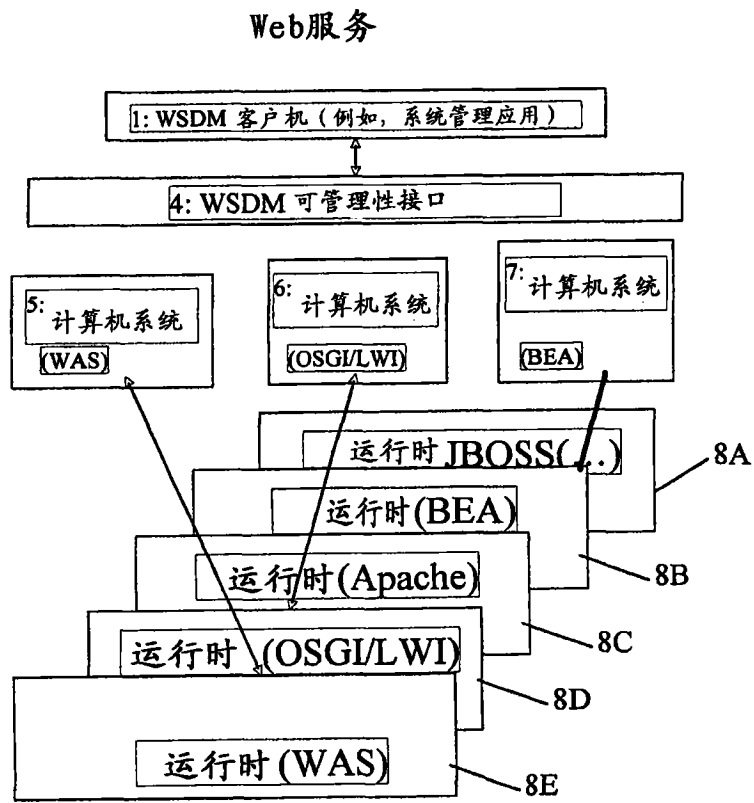 Web服务
1: WSDM 客户机（例如，系统管理应用）
4: WSDM 可管理性接口
5: 计算机系统
(WAS)
6: 计算机系统
(OSGI/LWI)
7: 计算机系统
(BEA)
运行时 JBOSS(...)
8A
运行时(BEA)
8B
运行时(Apache)
8C
运行时 (OSGI/LWI)
8D
运行时(WAS)
8E